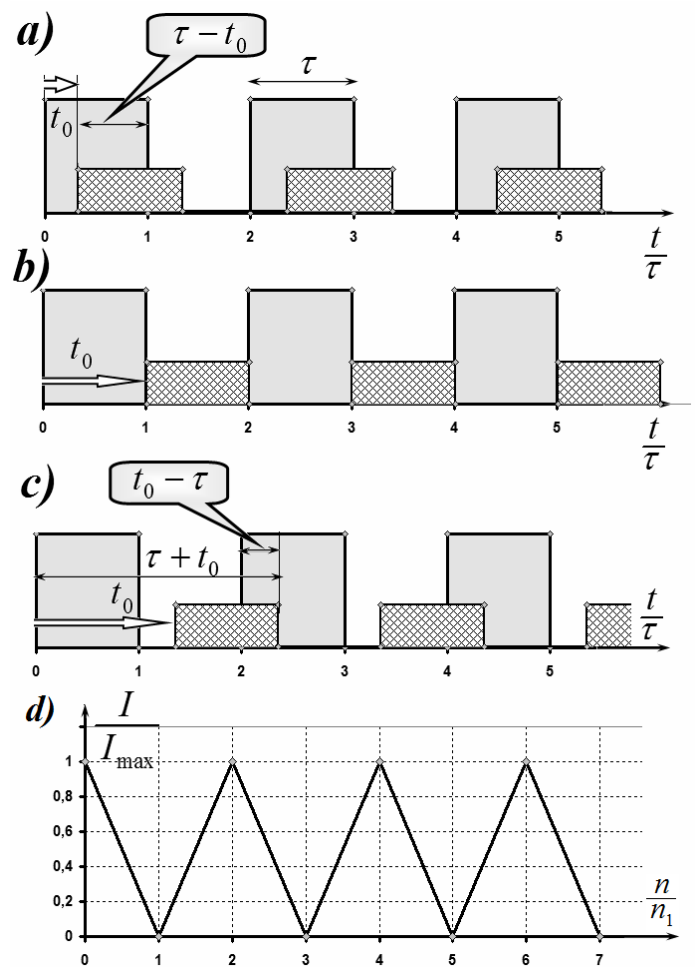 a)
τ − t₀
τ
t₀
0 1 2 3 4 5
t/τ
b)
t₀
0 1 2 3 4 5
t/τ
c)
t₀ − τ
τ + t₀
t₀
t/τ
0 1 2 3 4 5
d)
I/Iₘₐₓ
1
0,8
0,6
0,4
0,2
0
n/n₁
0 1 2 3 4 5 6 7